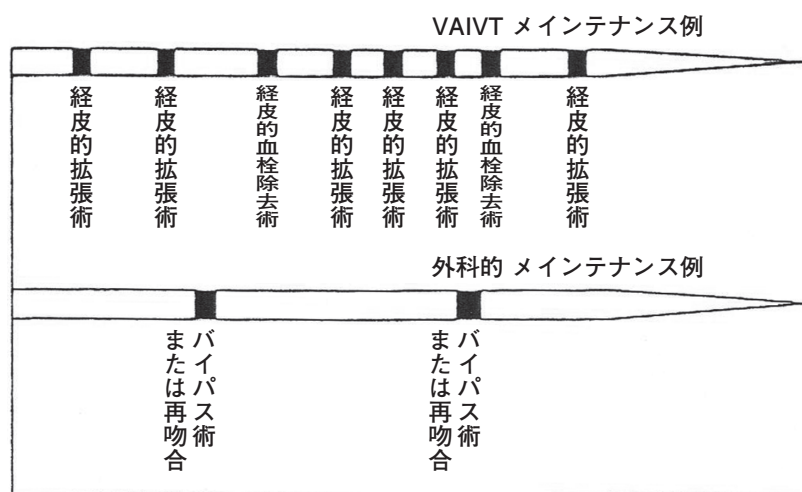 VAIVT メインテナンス例
経皮的拡張術
経皮的拡張術
経皮的血栓除去術
経皮的拡張術
経皮的拡張術
経皮的拡張術
経皮的血栓除去術
経皮的拡張術
外科的 メインテナンス例
バイパス術
または再吻合
バイパス術
または再吻合